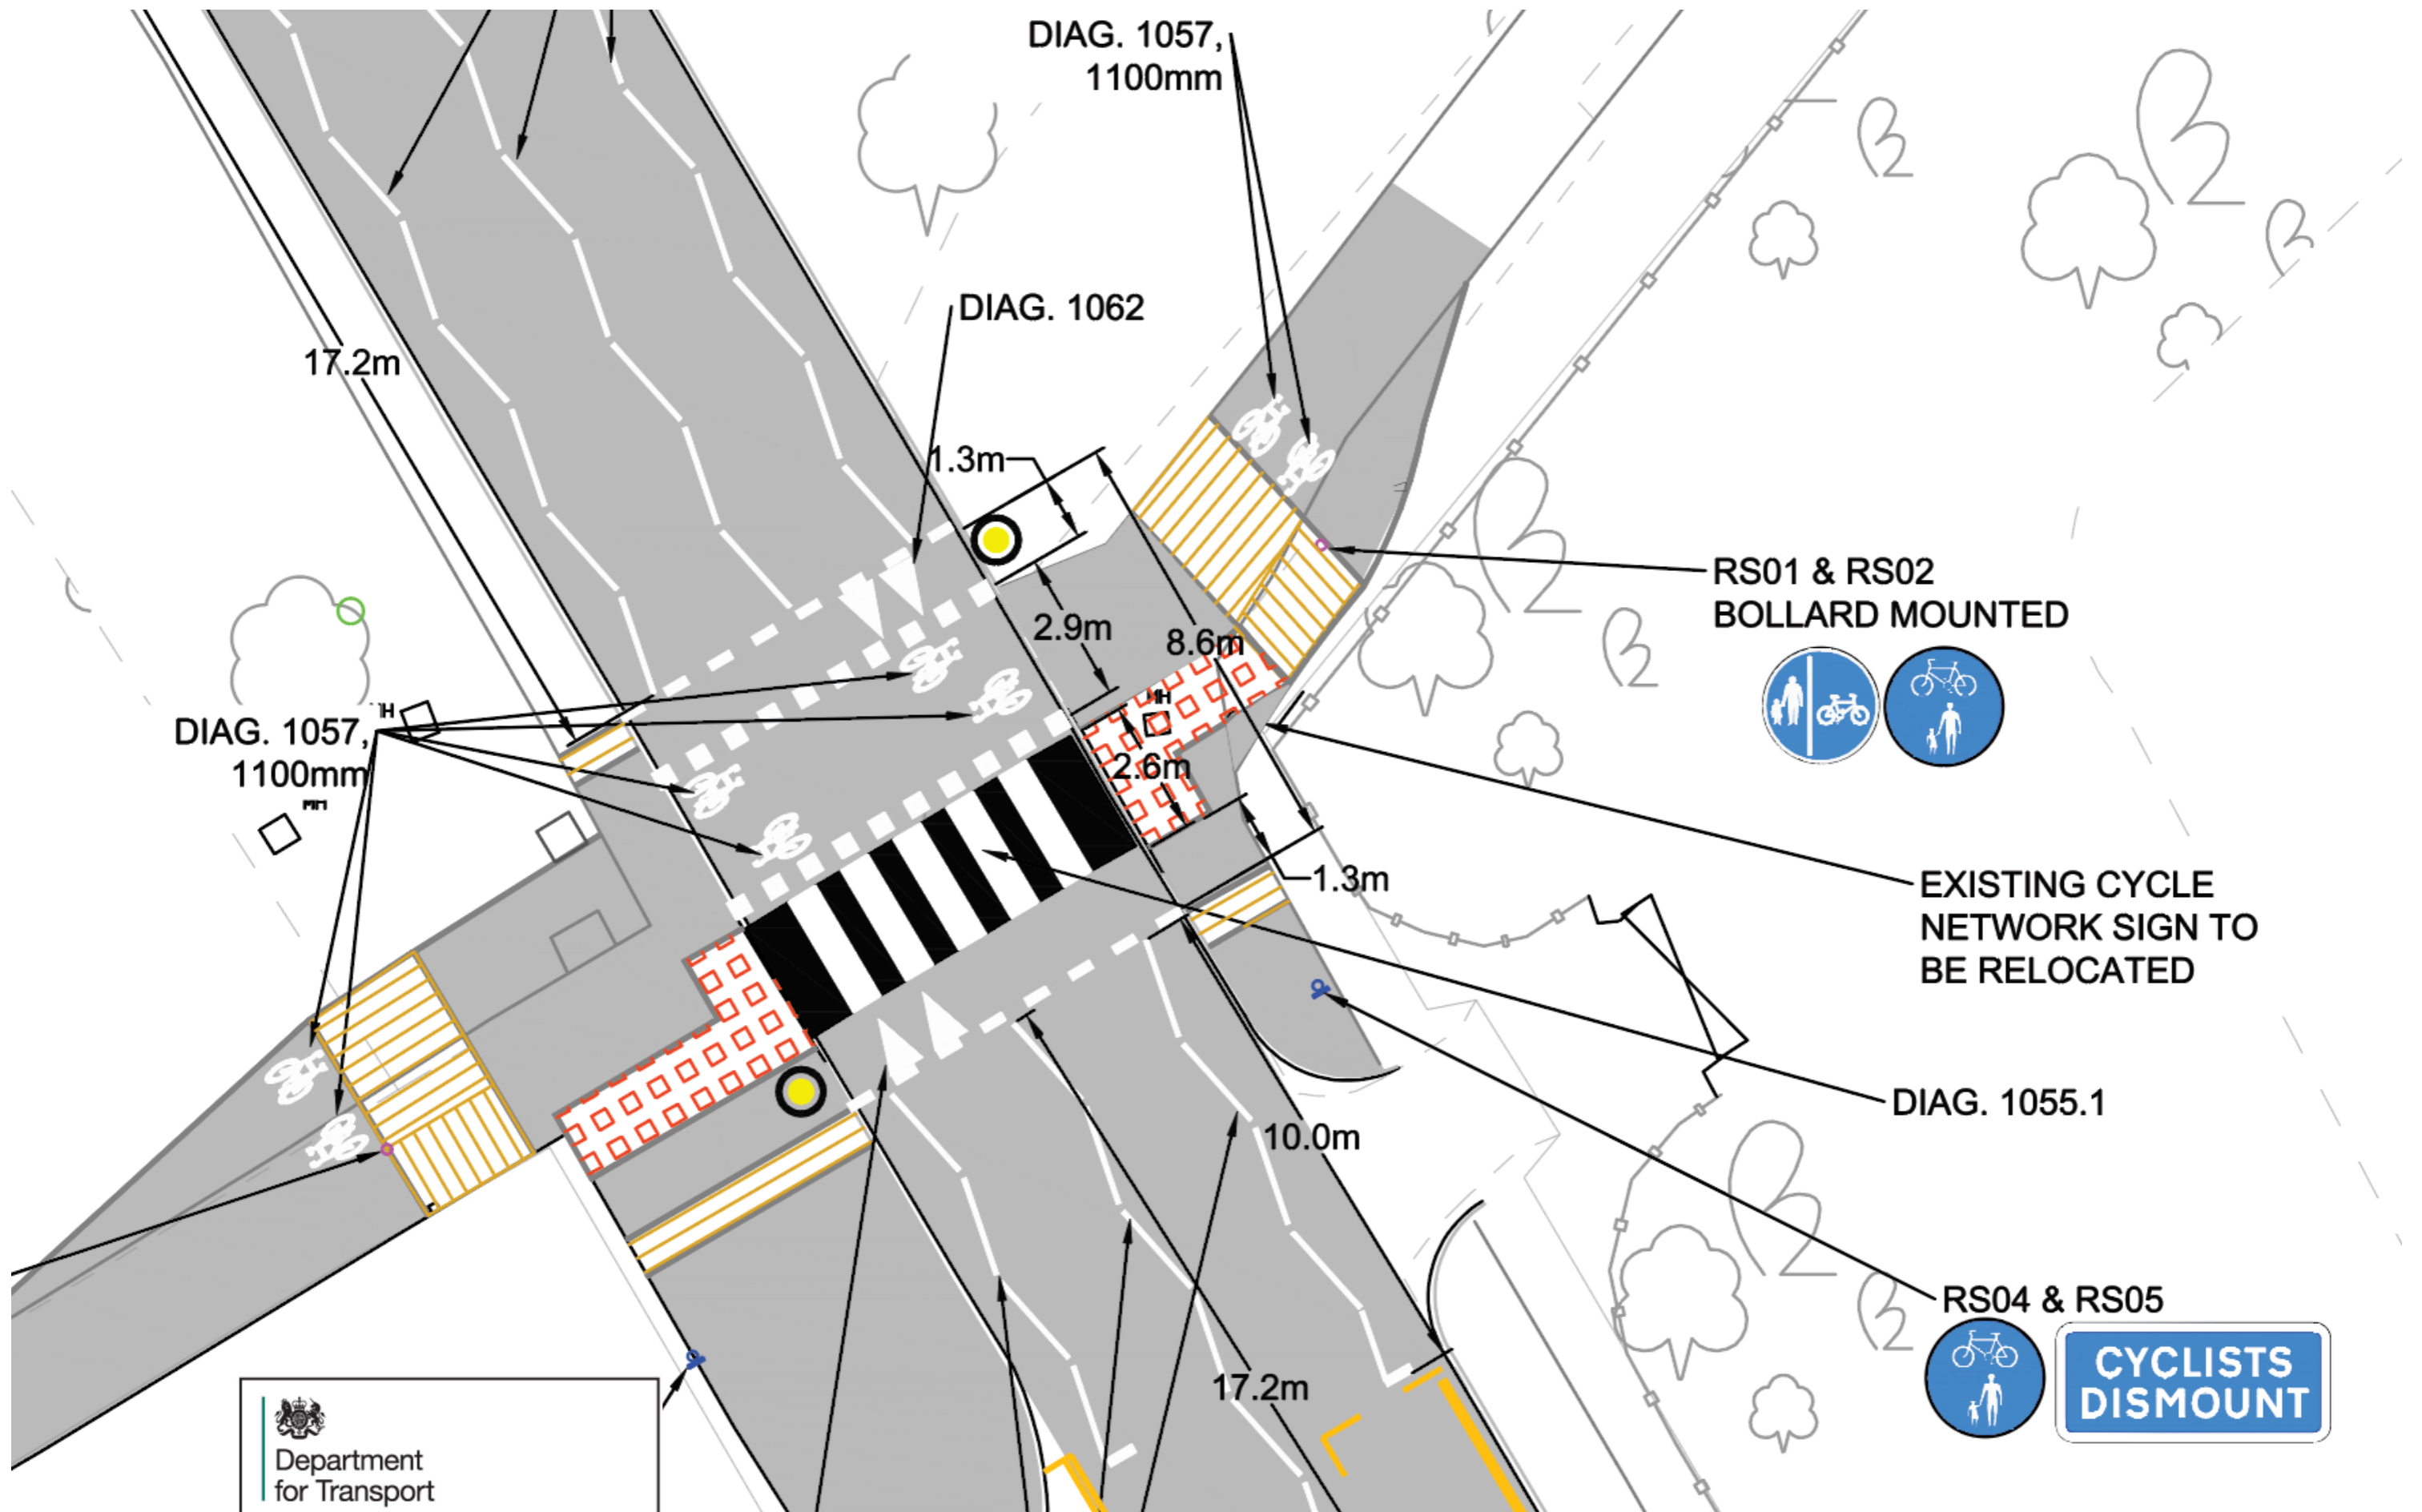 DIAG. 1057,
1100mm
DIAG. 1062
17.2m
1.3m
2.9m
8.6m
RS01 & RS02
BOLLARD MOUNTED
MH
H
DIAG. 1057,
1100mm
2.6m
1.3m
EXISTING CYCLE
NETWORK SIGN TO
BE RELOCATED
DIAG. 1055.1
10.0m
RS04 & RS05
CYCLISTS
DISMOUNT
17.2m
Department
for Transport